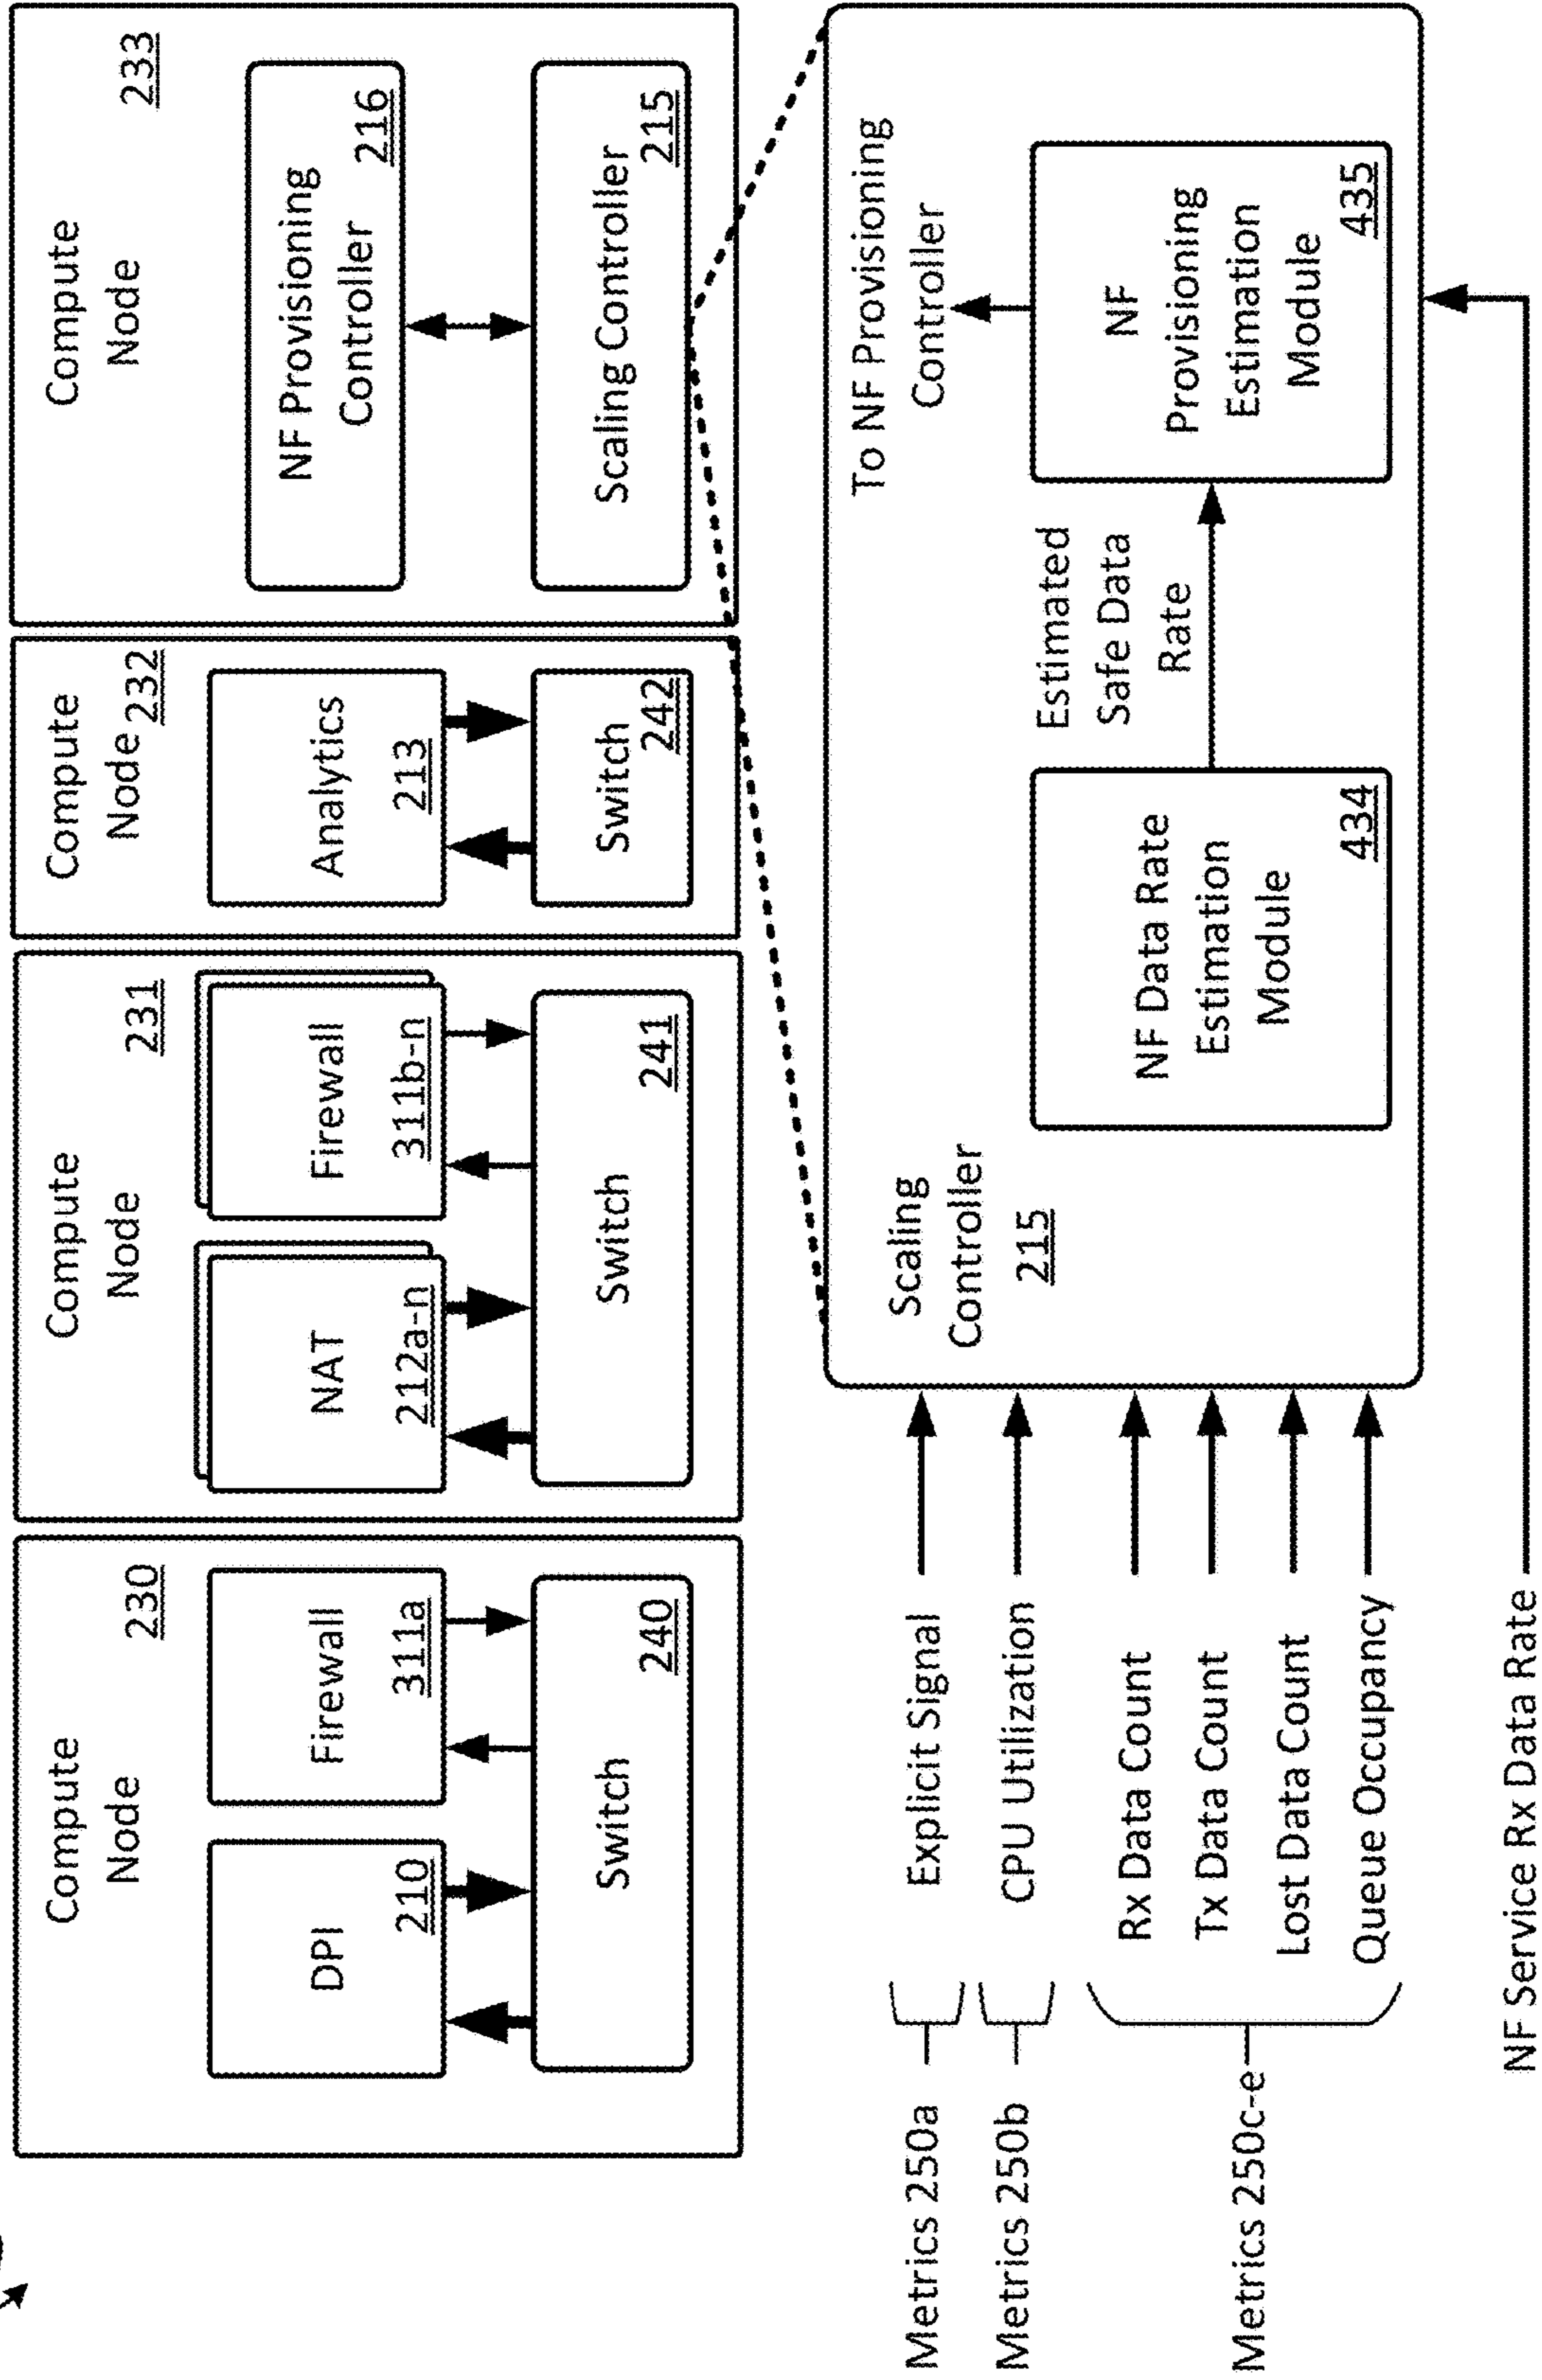 Compute
Node
230
DPI
210
Firewall
311a
Switch
240
Compute
Node
231
NAT
212a-n
Firewall
311b-n
Switch
241
Compute
Node 232
Analytics
213
Switch
242
Compute
Node
233
NF Provisioning
Controller
216
Scaling Controller
215
Metrics 250a
Explicit Signal
Metrics 250b
CPU Utilization
Metrics 250c-e
Rx Data Count
Tx Data Count
Lost Data Count
Queue Occupancy
NF Service Rx Data Rate
Scaling
Controller
215
NF Data Rate
Estimation
Module
434
Estimated
Safe Data
Rate
To NF Provisioning
Controller
NF
Provisioning
Estimation
Module
435